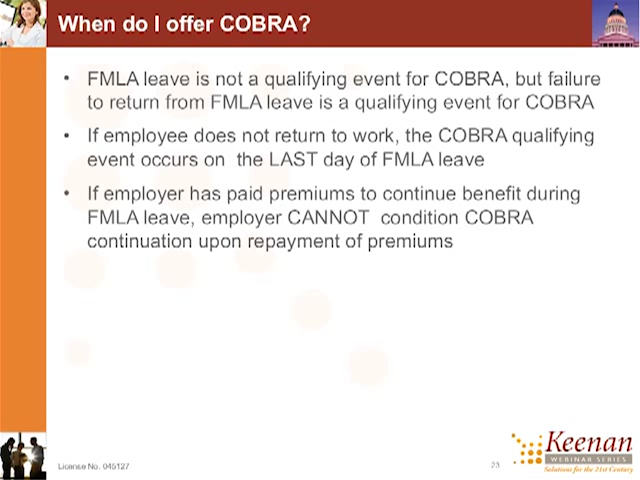 When do I offer COBRA?
• FMLA leave is not a qualifying event for COBRA, but failure
to return from FMLA leave is a qualifying event for COBRA
• If employee does not return to work, the COBRA qualifying
event occurs on the LAST day of FMLA leave
• If employer has paid premiums to continue benefit during
FMLA leave, employer CANNOT condition COBRA
continuation upon repayment of premiums
License No. 045127
23
Keenan
WEBINAR SERIES
Solutions for the 21st Century